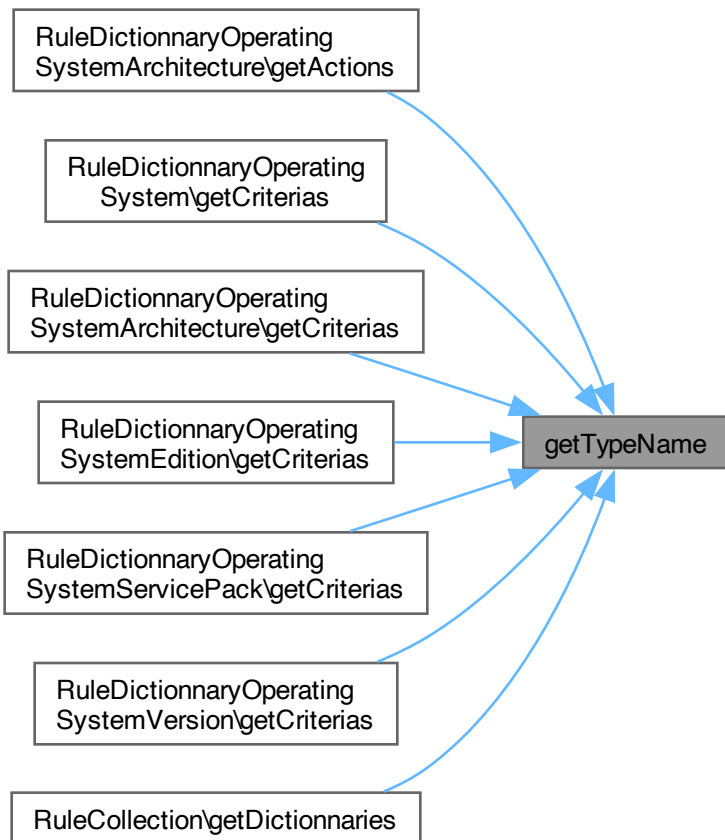 RuleDictionnaryOperating
SystemArchitecture\getActions
RuleDictionnaryOperating
System\getCriterias
RuleDictionnaryOperating
SystemArchitecture\getCriterias
RuleDictionnaryOperating
SystemEdition\getCriterias
getTypeName
RuleDictionnaryOperating
SystemServicePack\getCriterias
RuleDictionnaryOperating
SystemVersion\getCriterias
RuleCollection\getDictionnaries